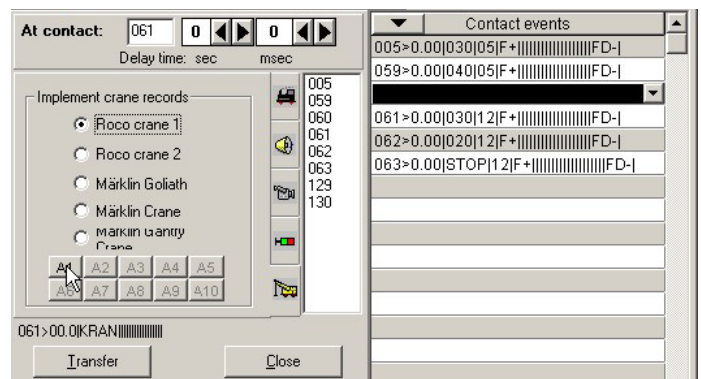 At contact: 061 0 sec 0 msec
Delay time: sec msec
Implement crane records
Roco crane 1
Roco crane 2
Märklin Goliath
Märklin Crane
Märklin Gantry
Crane
A1 A2 A3 A4 A5
A6 A7 A8 A9 A10
061>00.0|KRAN||||||||||||||||
Transfer Close
005
059
060
061
062
063
129
130
Contact events
005>0.00|030|05|F+||||||||||||||||||FD-|
059>0.00|040|05|F+||||||||||||||||||FD-|
061>0.00|030|12|F+||||||||||||||||||FD-|
062>0.00|020|12|F+||||||||||||||||||FD-|
063>0.00|STOP|12|F+||||||||||||||||||FD-|